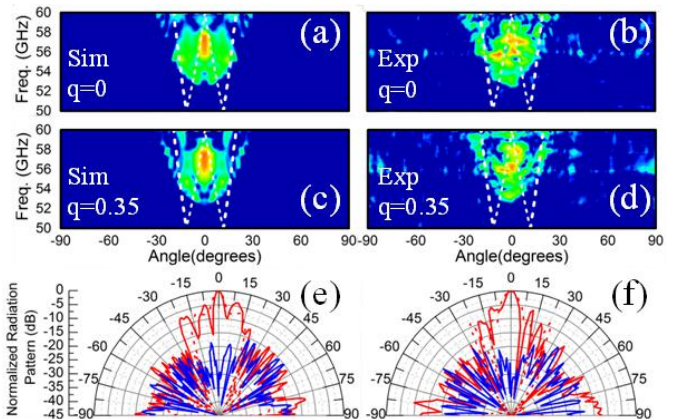 60
58
56
54
52
50
Freq. (GHz)
Sim
q=0
(a)
Exp
q=0
(b)
60
58
56
54
52
50
Freq. (GHz)
Sim
q=0.35
(c)
Exp
q=0.35
(d)
-90 -60 -30 0 30 60 90
-90 -60 -30 0 30 60 90
Angle(degrees)
Angle(degrees)
Normalized Radiation
Pattern (dB)
0
-5
-10
-15
-20
-25
-30
-35
-40
-45
-90 -75 -60 -45 -30 -15 0 15 30 45 60 75 90
(e)
-90 -75 -60 -45 -30 -15 0 15 30 45 60 75 90
(f)